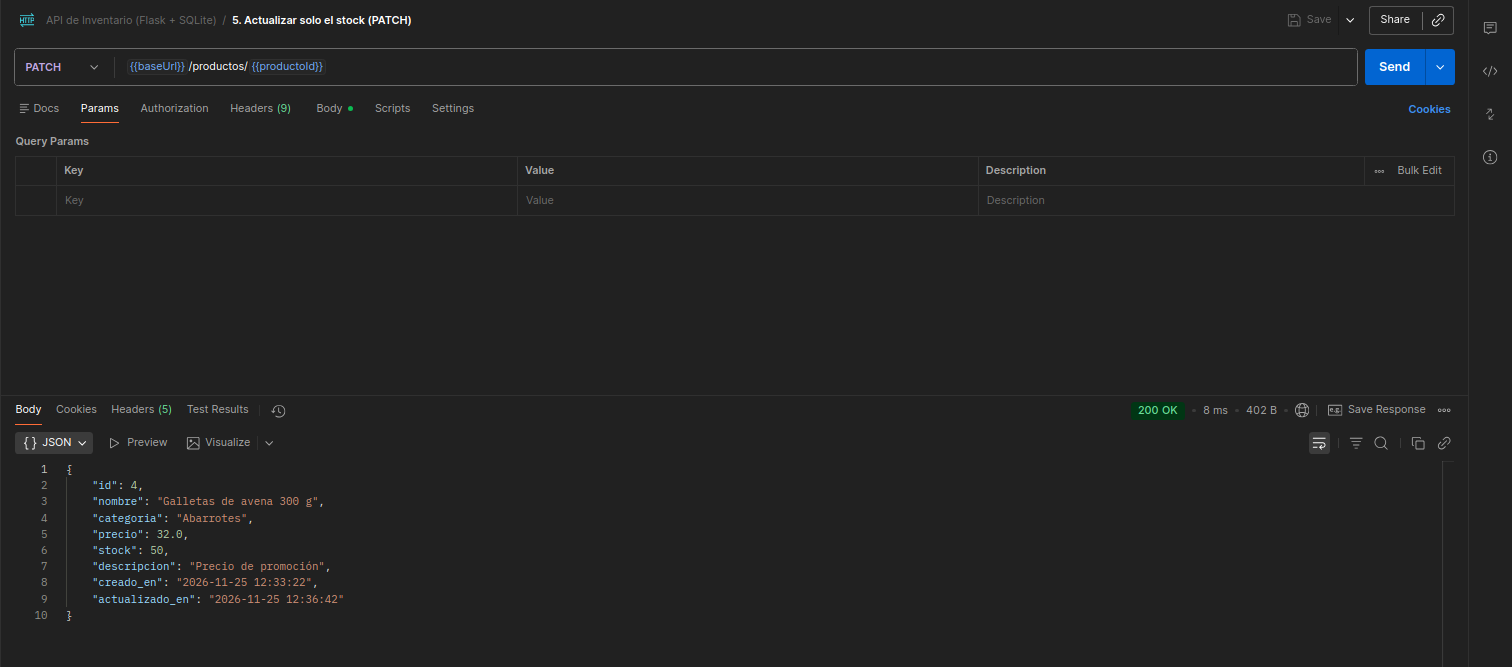 HTTP API de Inventario (Flask + SQLite) / 5. Actualizar solo el stock (PATCH) Save Share
PATCH {{baseUrl}} /productos/ {{productoId}} Send
Docs Params Authorization Headers (9) Body Scripts Settings Cookies
Query Params
Key Value Description Bulk Edit
Key Value Description
Body Cookies Headers (5) Test Results 200 OK 8 ms 402 B e.g. Save Response
{ } JSON Preview Visualize
1 {
2 "id": 4,
3 "nombre": "Galletas de avena 300 g",
4 "categoria": "Abarrotes",
5 "precio": 32.0,
6 "stock": 50,
7 "descripcion": "Precio de promoción",
8 "creado_en": "2026-11-25 12:33:22",
9 "actualizado_en": "2026-11-25 12:36:42"
10 }